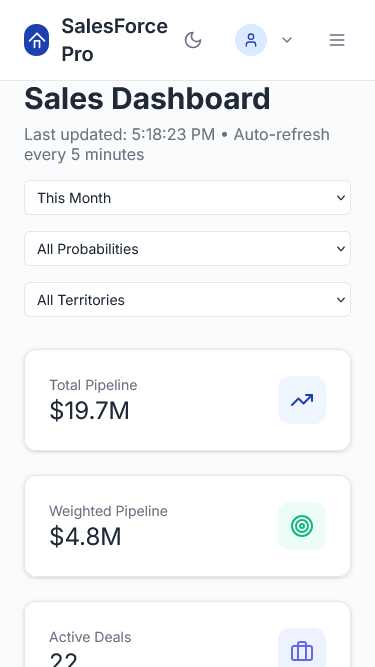 SalesForce
Pro
Sales Dashboard
Last updated: 5:18:23 PM • Auto-refresh
every 5 minutes
This Month
All Probabilities
All Territories
Total Pipeline
$19.7M
Weighted Pipeline
$4.8M
Active Deals
22